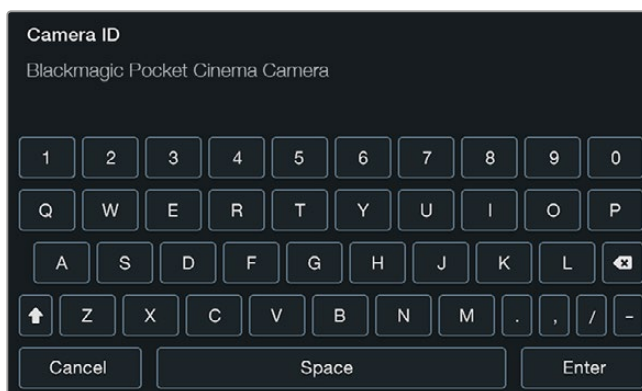 Camera ID
Blackmagic Pocket Cinema Camera
1 2 3 4 5 6 7 8 9 0
Q W E R T Y U I O P
A S D F G H J K L
Z X C V B N M . , / -
Cancel Space Enter